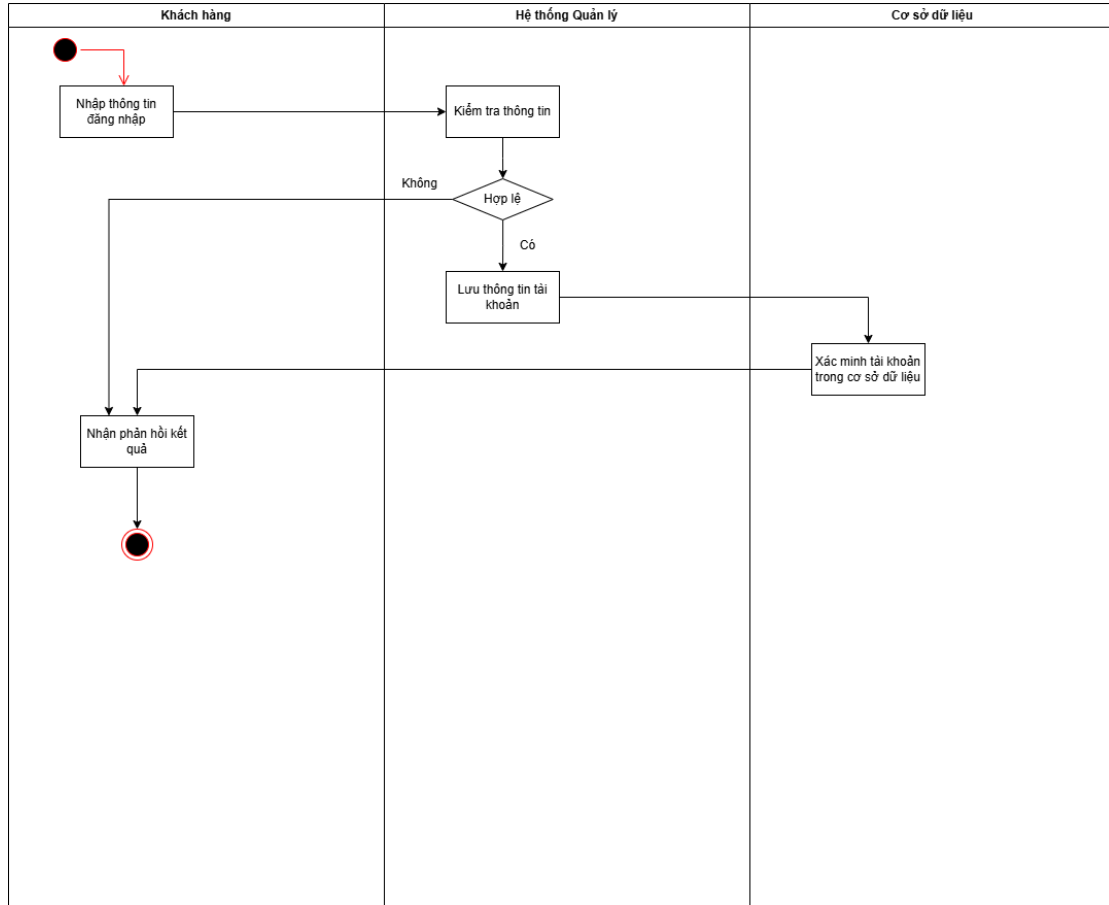 Khách hàng
Hệ thống Quản lý
Cơ sở dữ liệu
Nhập thông tin
đăng nhập
Kiểm tra thông tin
Không
Hợp lệ
Có
Lưu thông tin tài
khoản
Xác minh tài khoản
trong cơ sở dữ liệu
Nhận phản hồi kết
quả